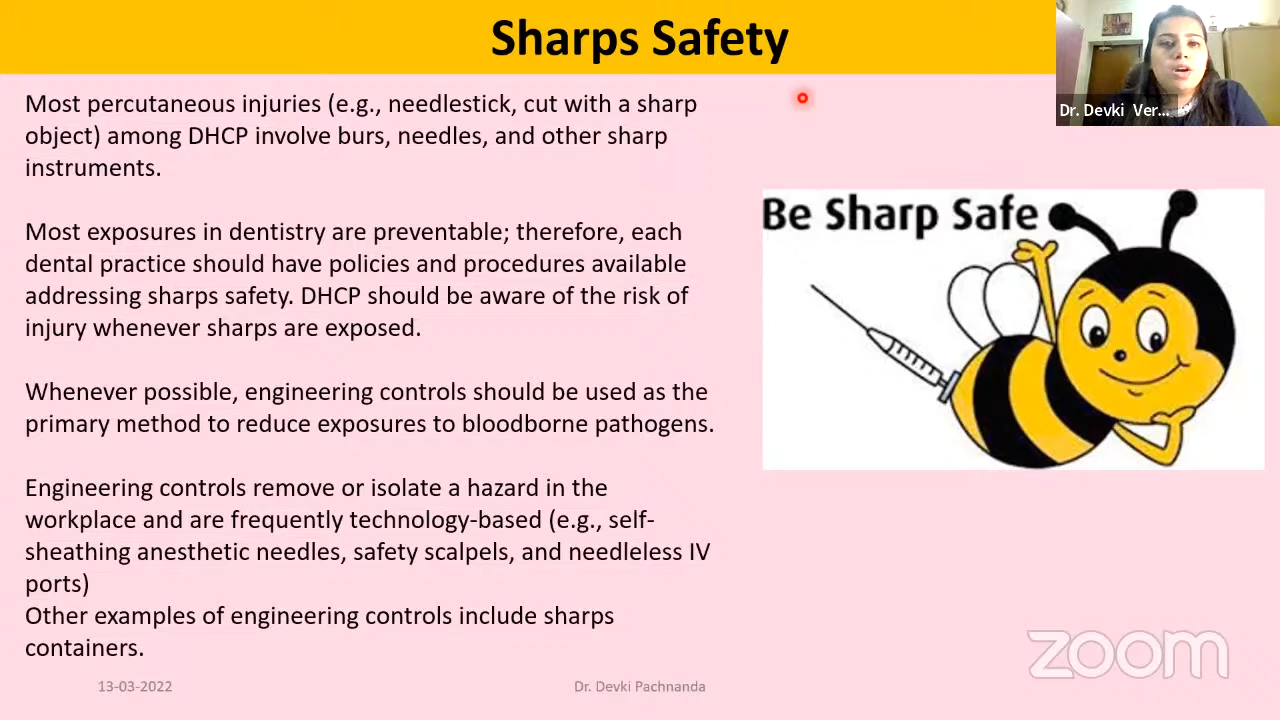 Sharps Safety
Dr. Devki Ver...
Most percutaneous injuries (e.g., needlestick, cut with a sharp
object) among DHCP involve burs, needles, and other sharp
instruments.
Most exposures in dentistry are preventable; therefore, each
dental practice should have policies and procedures available
addressing sharps safety. DHCP should be aware of the risk of
injury whenever sharps are exposed.
Whenever possible, engineering controls should be used as the
primary method to reduce exposures to bloodborne pathogens.
Engineering controls remove or isolate a hazard in the
workplace and are frequently technology-based (e.g., self-
sheathing anesthetic needles, safety scalpels, and needleless IV
ports)
Other examples of engineering controls include sharps
containers.
Be Sharp Safe
zoom
13-03-2022
Dr. Devki Pachnanda